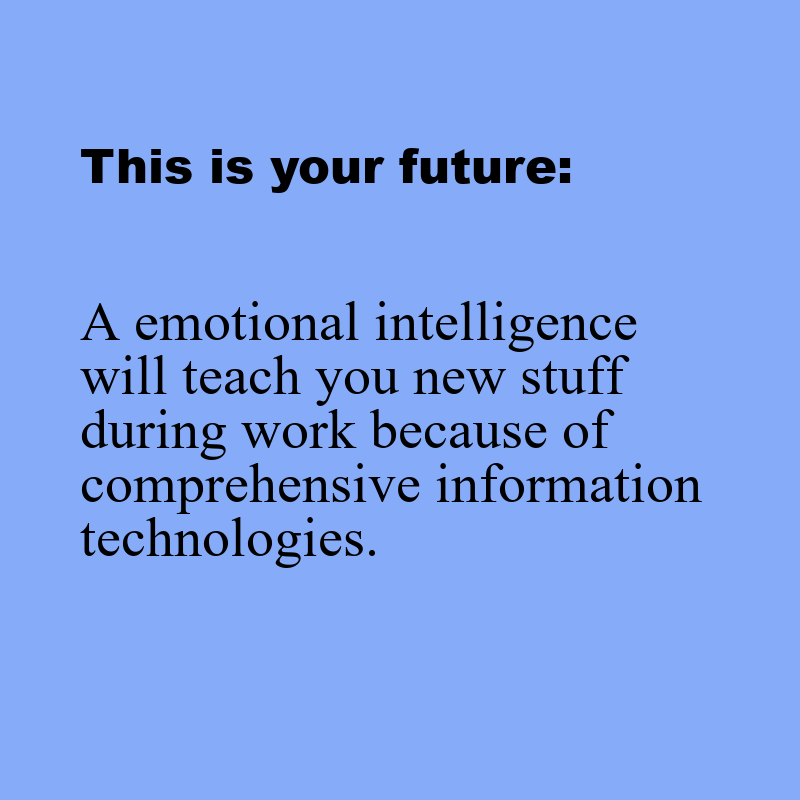 This is your future:
A emotional intelligence
will teach you new stuff
during work because of
comprehensive information
technologies.